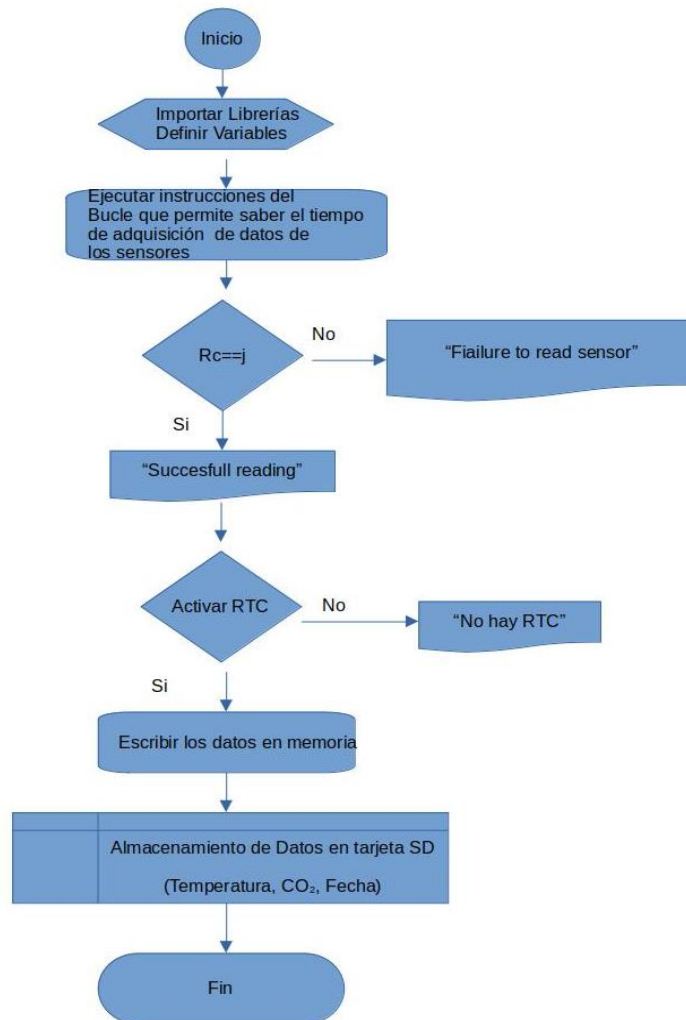 Inicio
Importar Librerías
Definir Variables
Ejecutar instrucciones del
Bucle que permite saber el tiempo
de adquisición de datos de
los sensores
Rc==j
No
“Fiailure to read sensor”
Si
“Succesfull reading”
Activar RTC
No
“No hay RTC”
Si
Escribir los datos en memoria
Almacenamiento de Datos en tarjeta SD
(Temperatura, CO₂, Fecha)
Fin